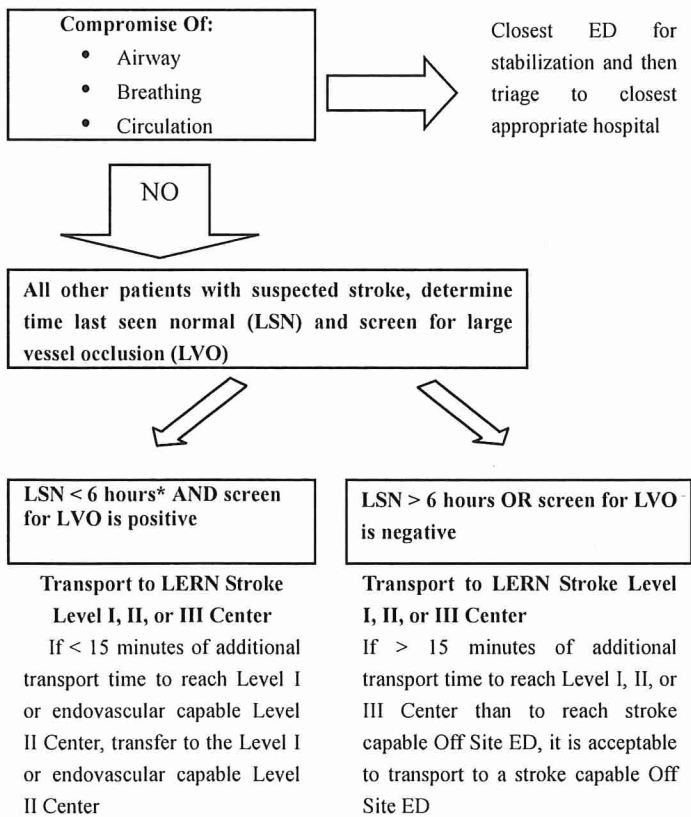 Compromise Of:
• Airway
• Breathing
• Circulation
Closest ED for
stabilization and then
triage to closest
appropriate hospital
NO
All other patients with suspected stroke, determine
time last seen normal (LSN) and screen for large
vessel occlusion (LVO)
LSN < 6 hours* AND screen
for LVO is positive
Transport to LERN Stroke
Level I, II, or III Center
If < 15 minutes of additional
transport time to reach Level I
or endovascular capable Level
II Center, transfer to the Level I
or endovascular capable Level
II Center
LSN > 6 hours OR screen for LVO
is negative
Transport to LERN Stroke Level
I, II, or III Center
If > 15 minutes of additional
transport time to reach Level I, II, or
III Center than to reach stroke
capable Off Site ED, it is acceptable
to transport to a stroke capable Off
Site ED